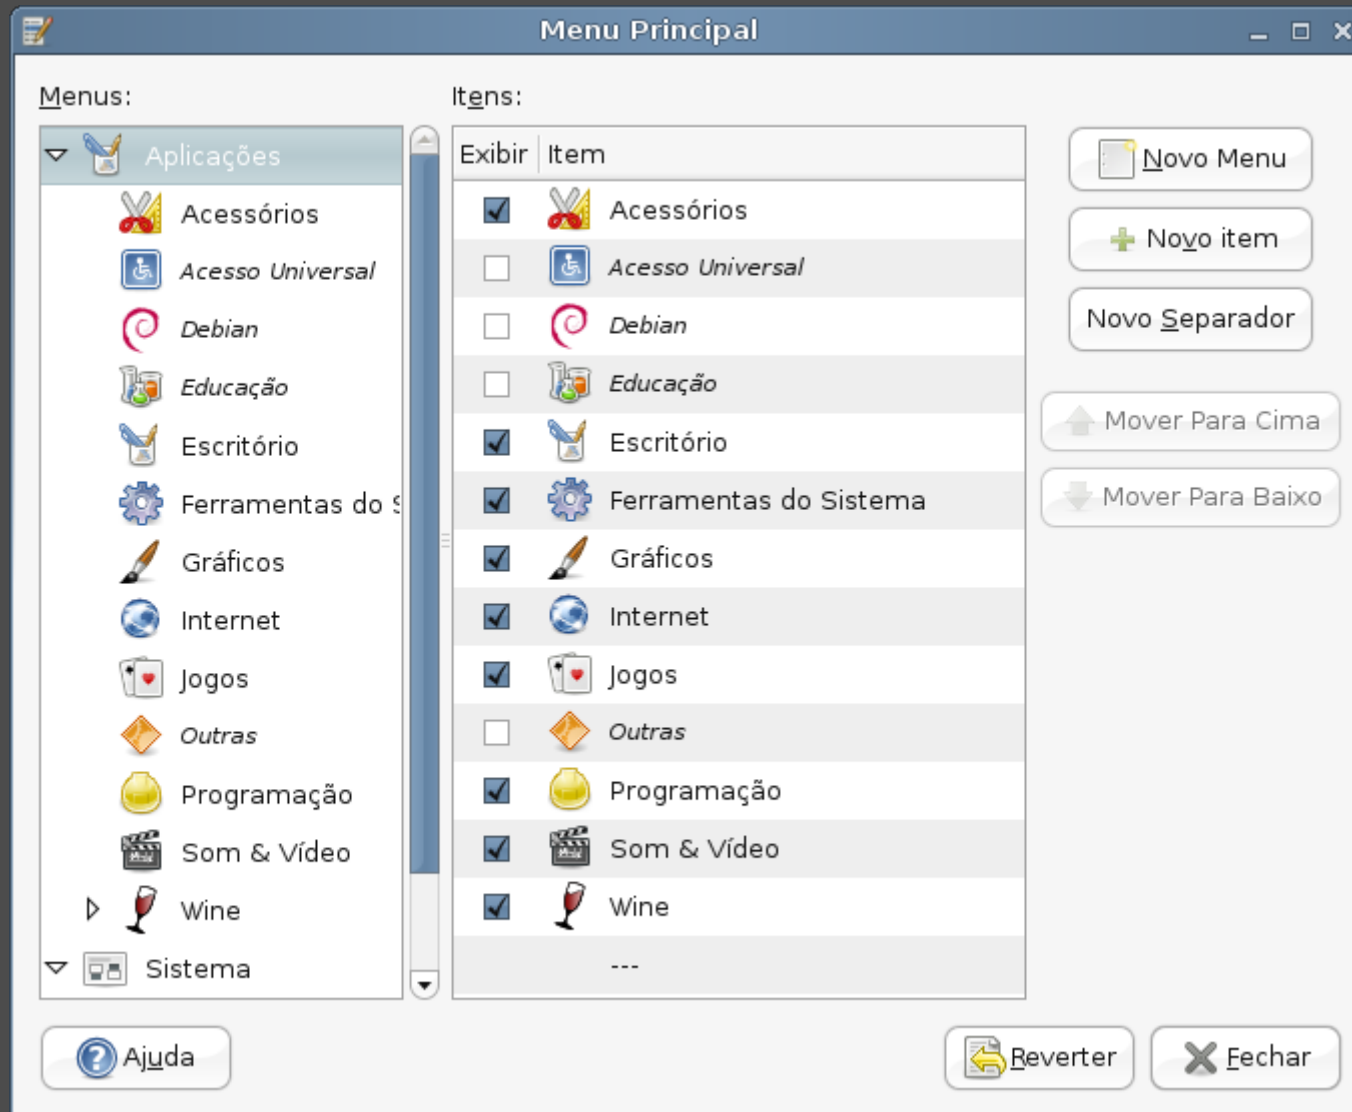 Menu Principal
Menus:
Aplicações
Acessórios
Acesso Universal
Debian
Educação
Escritório
Ferramentas do S
Gráficos
Internet
Jogos
Outras
Programação
Som & Vídeo
Wine
Sistema
Itens:
Exibir Item
Acessórios
Acesso Universal
Debian
Educação
Escritório
Ferramentas do Sistema
Gráficos
Internet
Jogos
Outras
Programação
Som & Vídeo
Wine
---
Novo Menu
Novo item
Novo Separador
Mover Para Cima
Mover Para Baixo
Ajuda
Reverter
Fechar